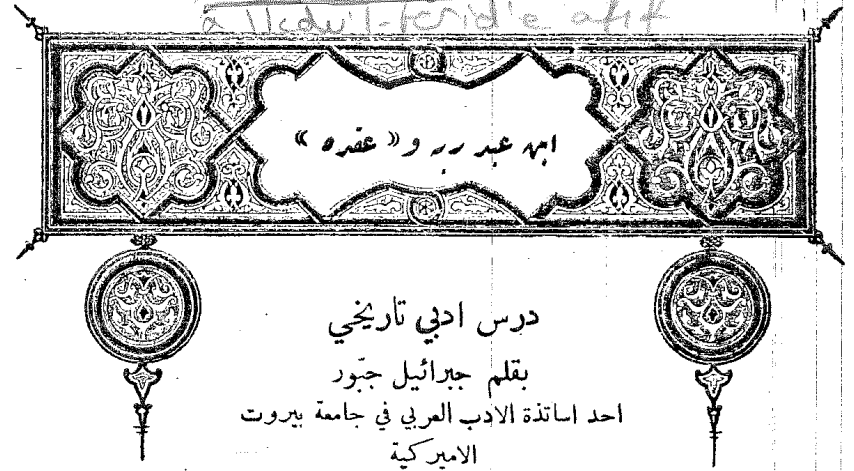 ابن عبد ربه و« عقده »
درس ادبي تاريخي
بقلم جبرائيل جبّور
احد اساتذة الادب العربي في جامعة بيروت
الاميركية